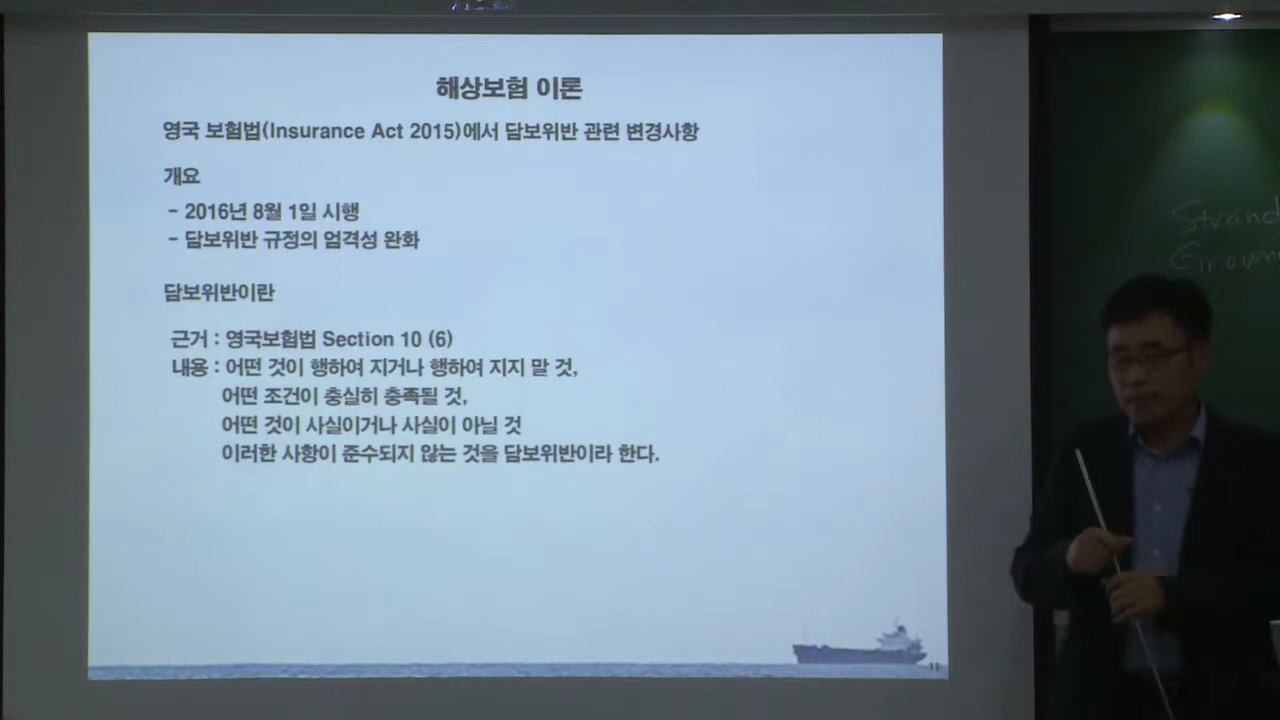 해상보험 이론
영국 보험법(Insurance Act 2015)에서 담보위반 관련 변경사항
개요
- 2016년 8월 1일 시행
- 담보위반 규정의 엄격성 완화
담보위반이란
근거 : 영국보험법 Section 10 (6)
내용 : 어떤 것이 행하여 지거나 행하여 지지 말 것,
어떤 조건이 충실히 충족될 것,
어떤 것이 사실이거나 사실이 아닐 것
이러한 사항이 준수되지 않는 것을 담보위반이라 한다.
11
Strand